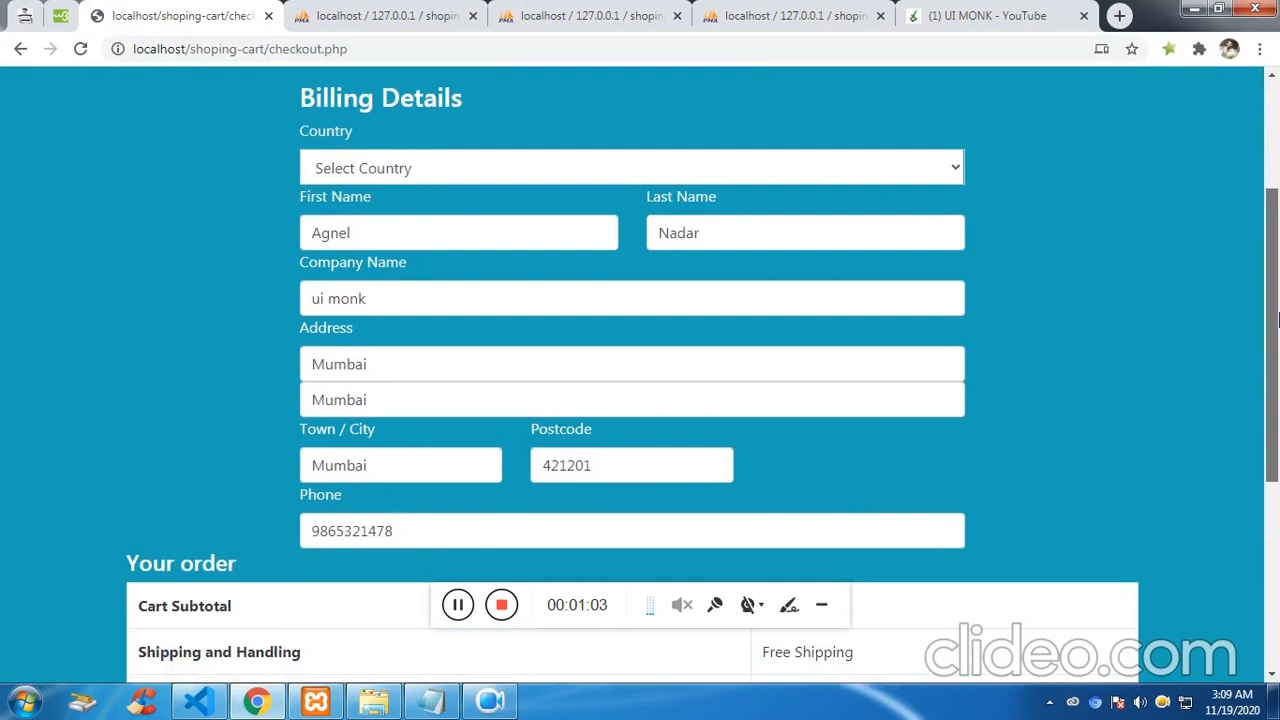 localhost/shoping-cart/chec
localhost / 127.0.0.1 / shoping
localhost / 127.0.0.1 / shopin
localhost / 127.0.0.1 / shoping
(1) UI MONK - YouTube
localhost/shoping-cart/checkout.php
Billing Details
Country
Select Country
First Name Last Name
Agnel Nadar
Company Name
ui monk
Address
Mumbai
Mumbai
Town / City Postcode
Mumbai 421201
Phone
9865321478
Your order
Cart Subtotal
00:01:03
Shipping and Handling Free Shipping
clideo.com
3:09 AM
11/19/2020